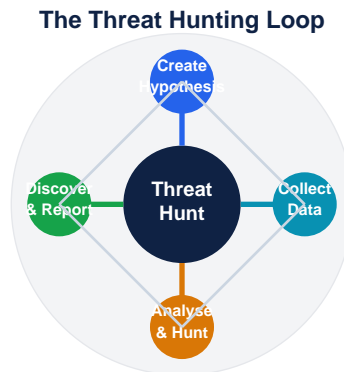 The Threat Hunting Loop
Create
Hypothesis
Discover
& Report
Threat
Hunt
Collect
Data
Analyse
& Hunt